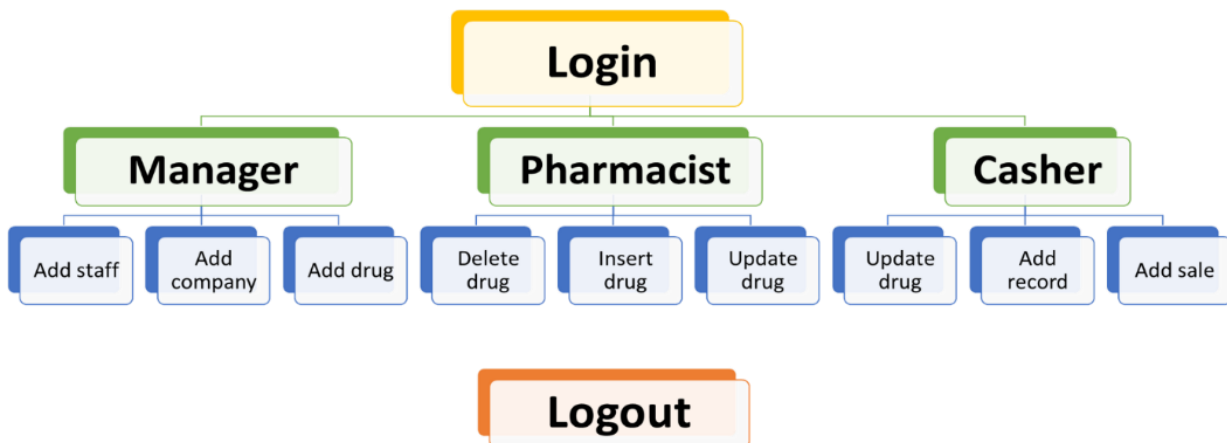 Login
Manager
Pharmacist
Casher
Add staff
Add
company
Add drug
Delete
drug
Insert
drug
Update
drug
Update
drug
Add
record
Add sale
Logout